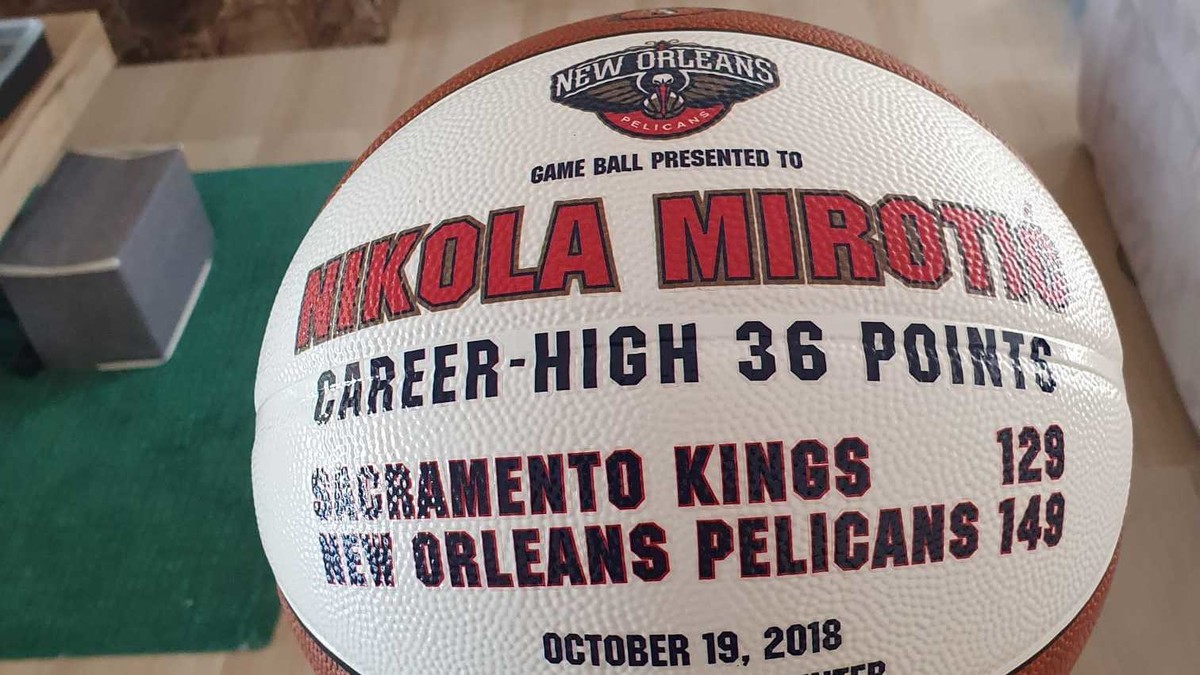 NEW ORLEANS
PELICANS
GAME BALL PRESENTED TO
NIKOLA MIROTIĆ
CAREER-HIGH 36 POINTS
SACRAMENTO KINGS 129
NEW ORLEANS PELICANS 149
OCTOBER 19, 2018